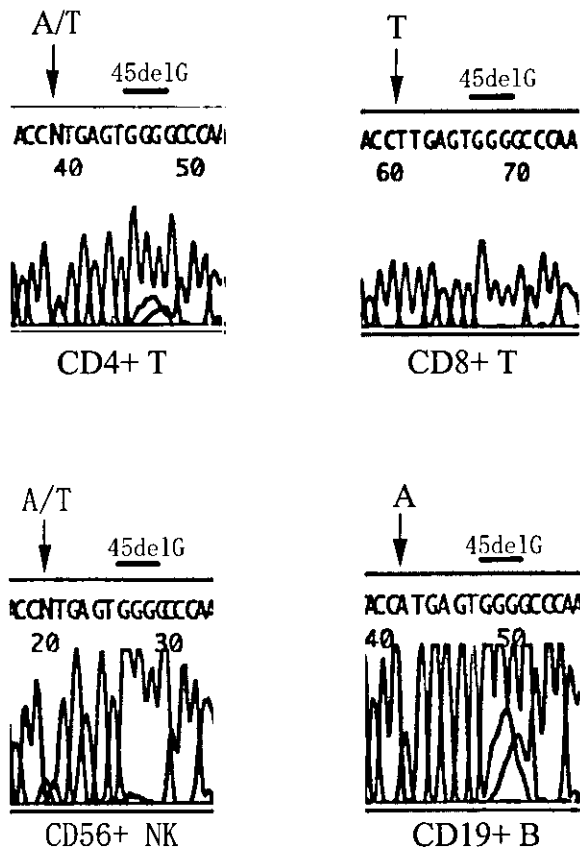 A/T
45delG
ACCNTGAGTGGGGCCCAA
40 50
CD4+ T
T
45delG
ACCTTGAGTGGGGCCCAA
60 70
CD8+ T
A/T
45delG
ACCNTGAGTGGGGCCCAA
20 30
CD56+ NK
A
45delG
ACCATGAGTGGGGCCCAA
40 50
CD19+ B